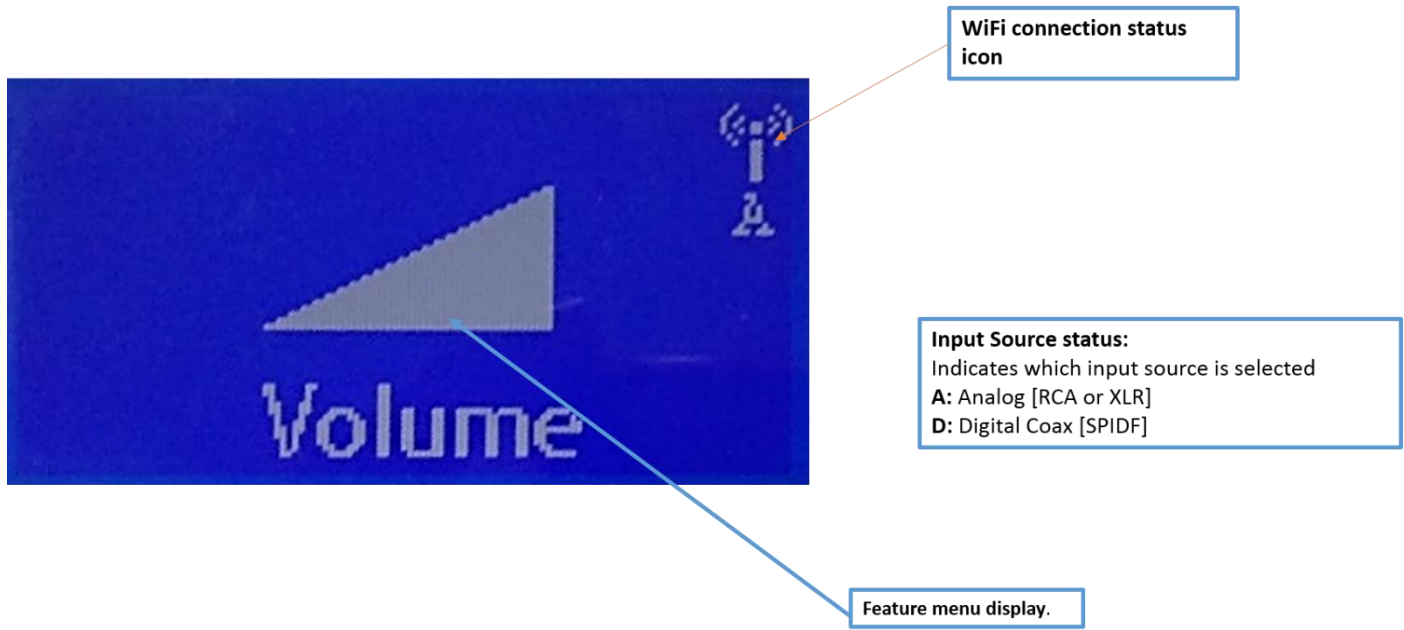 WiFi connection status
icon
A
Volume
Input Source status:
Indicates which input source is selected
A: Analog [RCA or XLR]
D: Digital Coax [SPIDF]
Feature menu display.